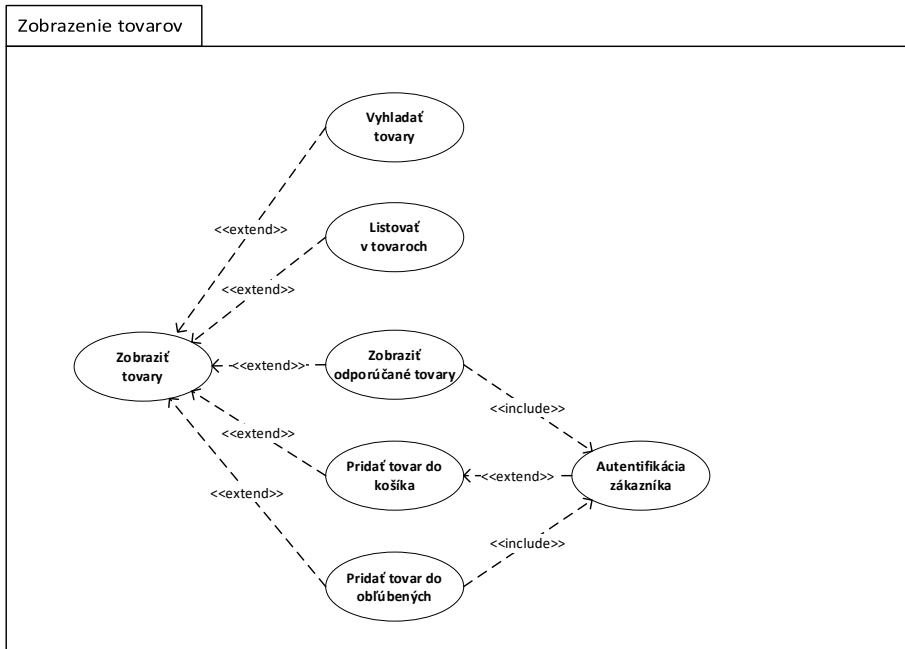 Zobrazenie tovarov
Vyhladať
tovary
<<extend>>
Listovať
v tovaroch
<<extend>>
Zobraziť
tovary
<<extend>>
Zobraziť
odporúčané tovary
<<include>>
<<extend>>
Pridať tovar do
košíka
<<extend>>
Autentifikácia
zákazníka
<<extend>>
<<include>>
Pridať tovar do
obľúbených